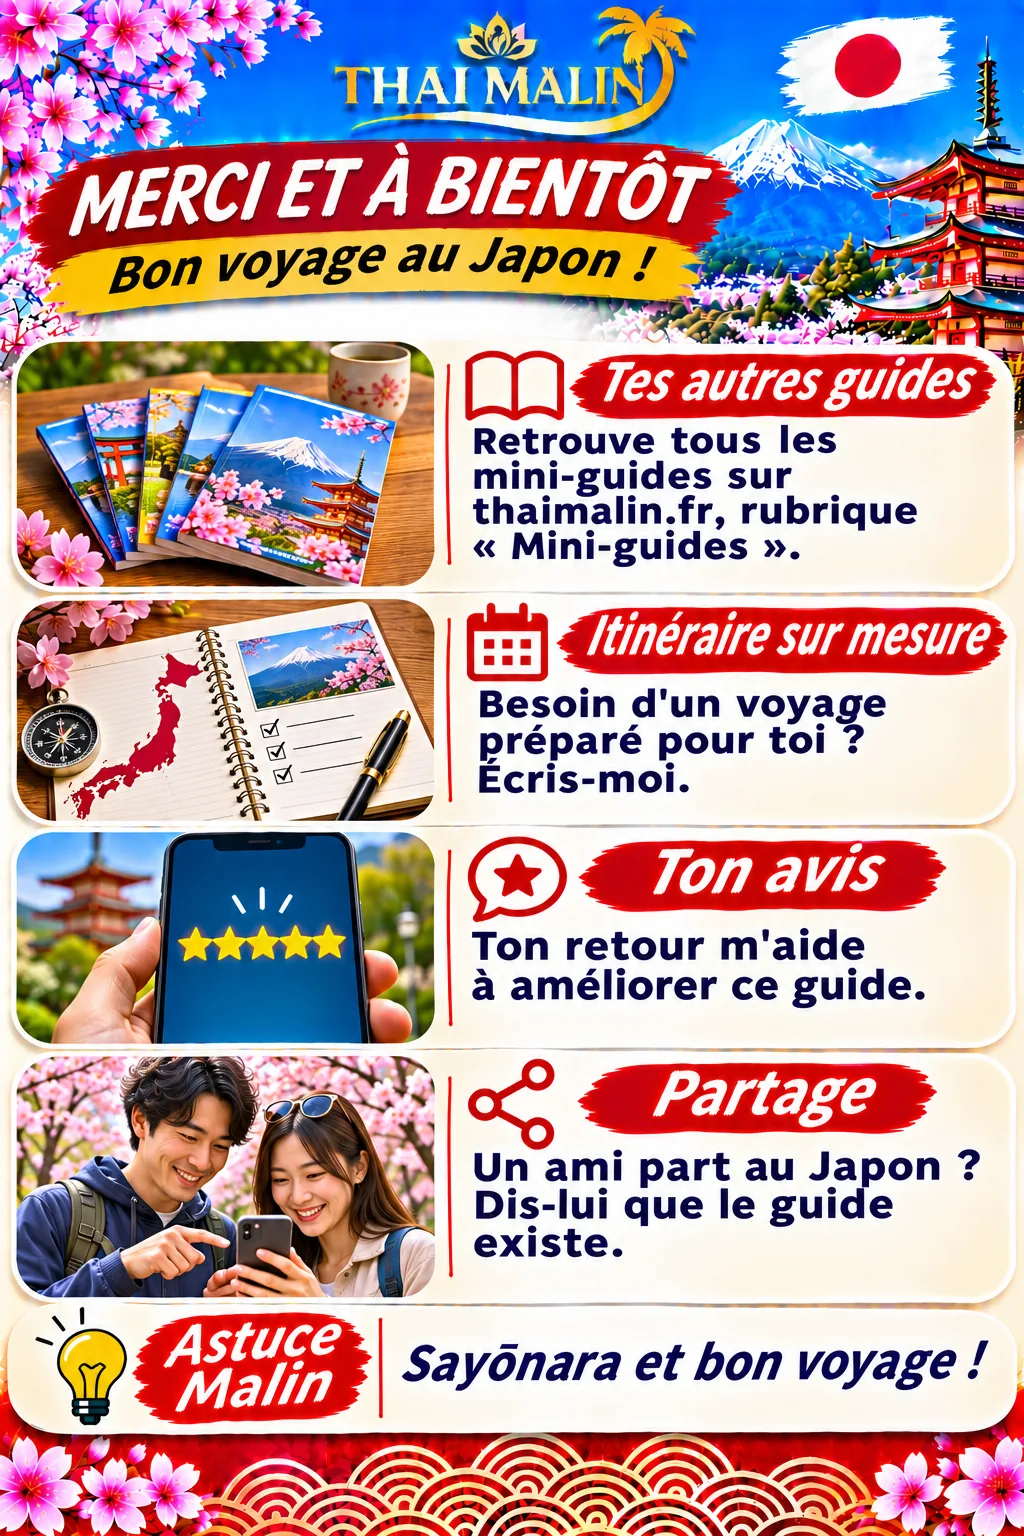 THAI MALIN
MERCI ET À BIENTÔT
Bon voyage au Japon !
Tes autres guides
Retrouve tous les
mini-guides sur
thaimalin.fr, rubrique
« Mini-guides ».
Itinéraire sur mesure
Besoin d'un voyage
préparé pour toi ?
Écris-moi.
Ton avis
Ton retour m'aide
à améliorer ce guide.
Partage
Un ami part au Japon ?
Dis-lui que le guide
existe.
Astuce
Malin
Sayōnara et bon voyage !